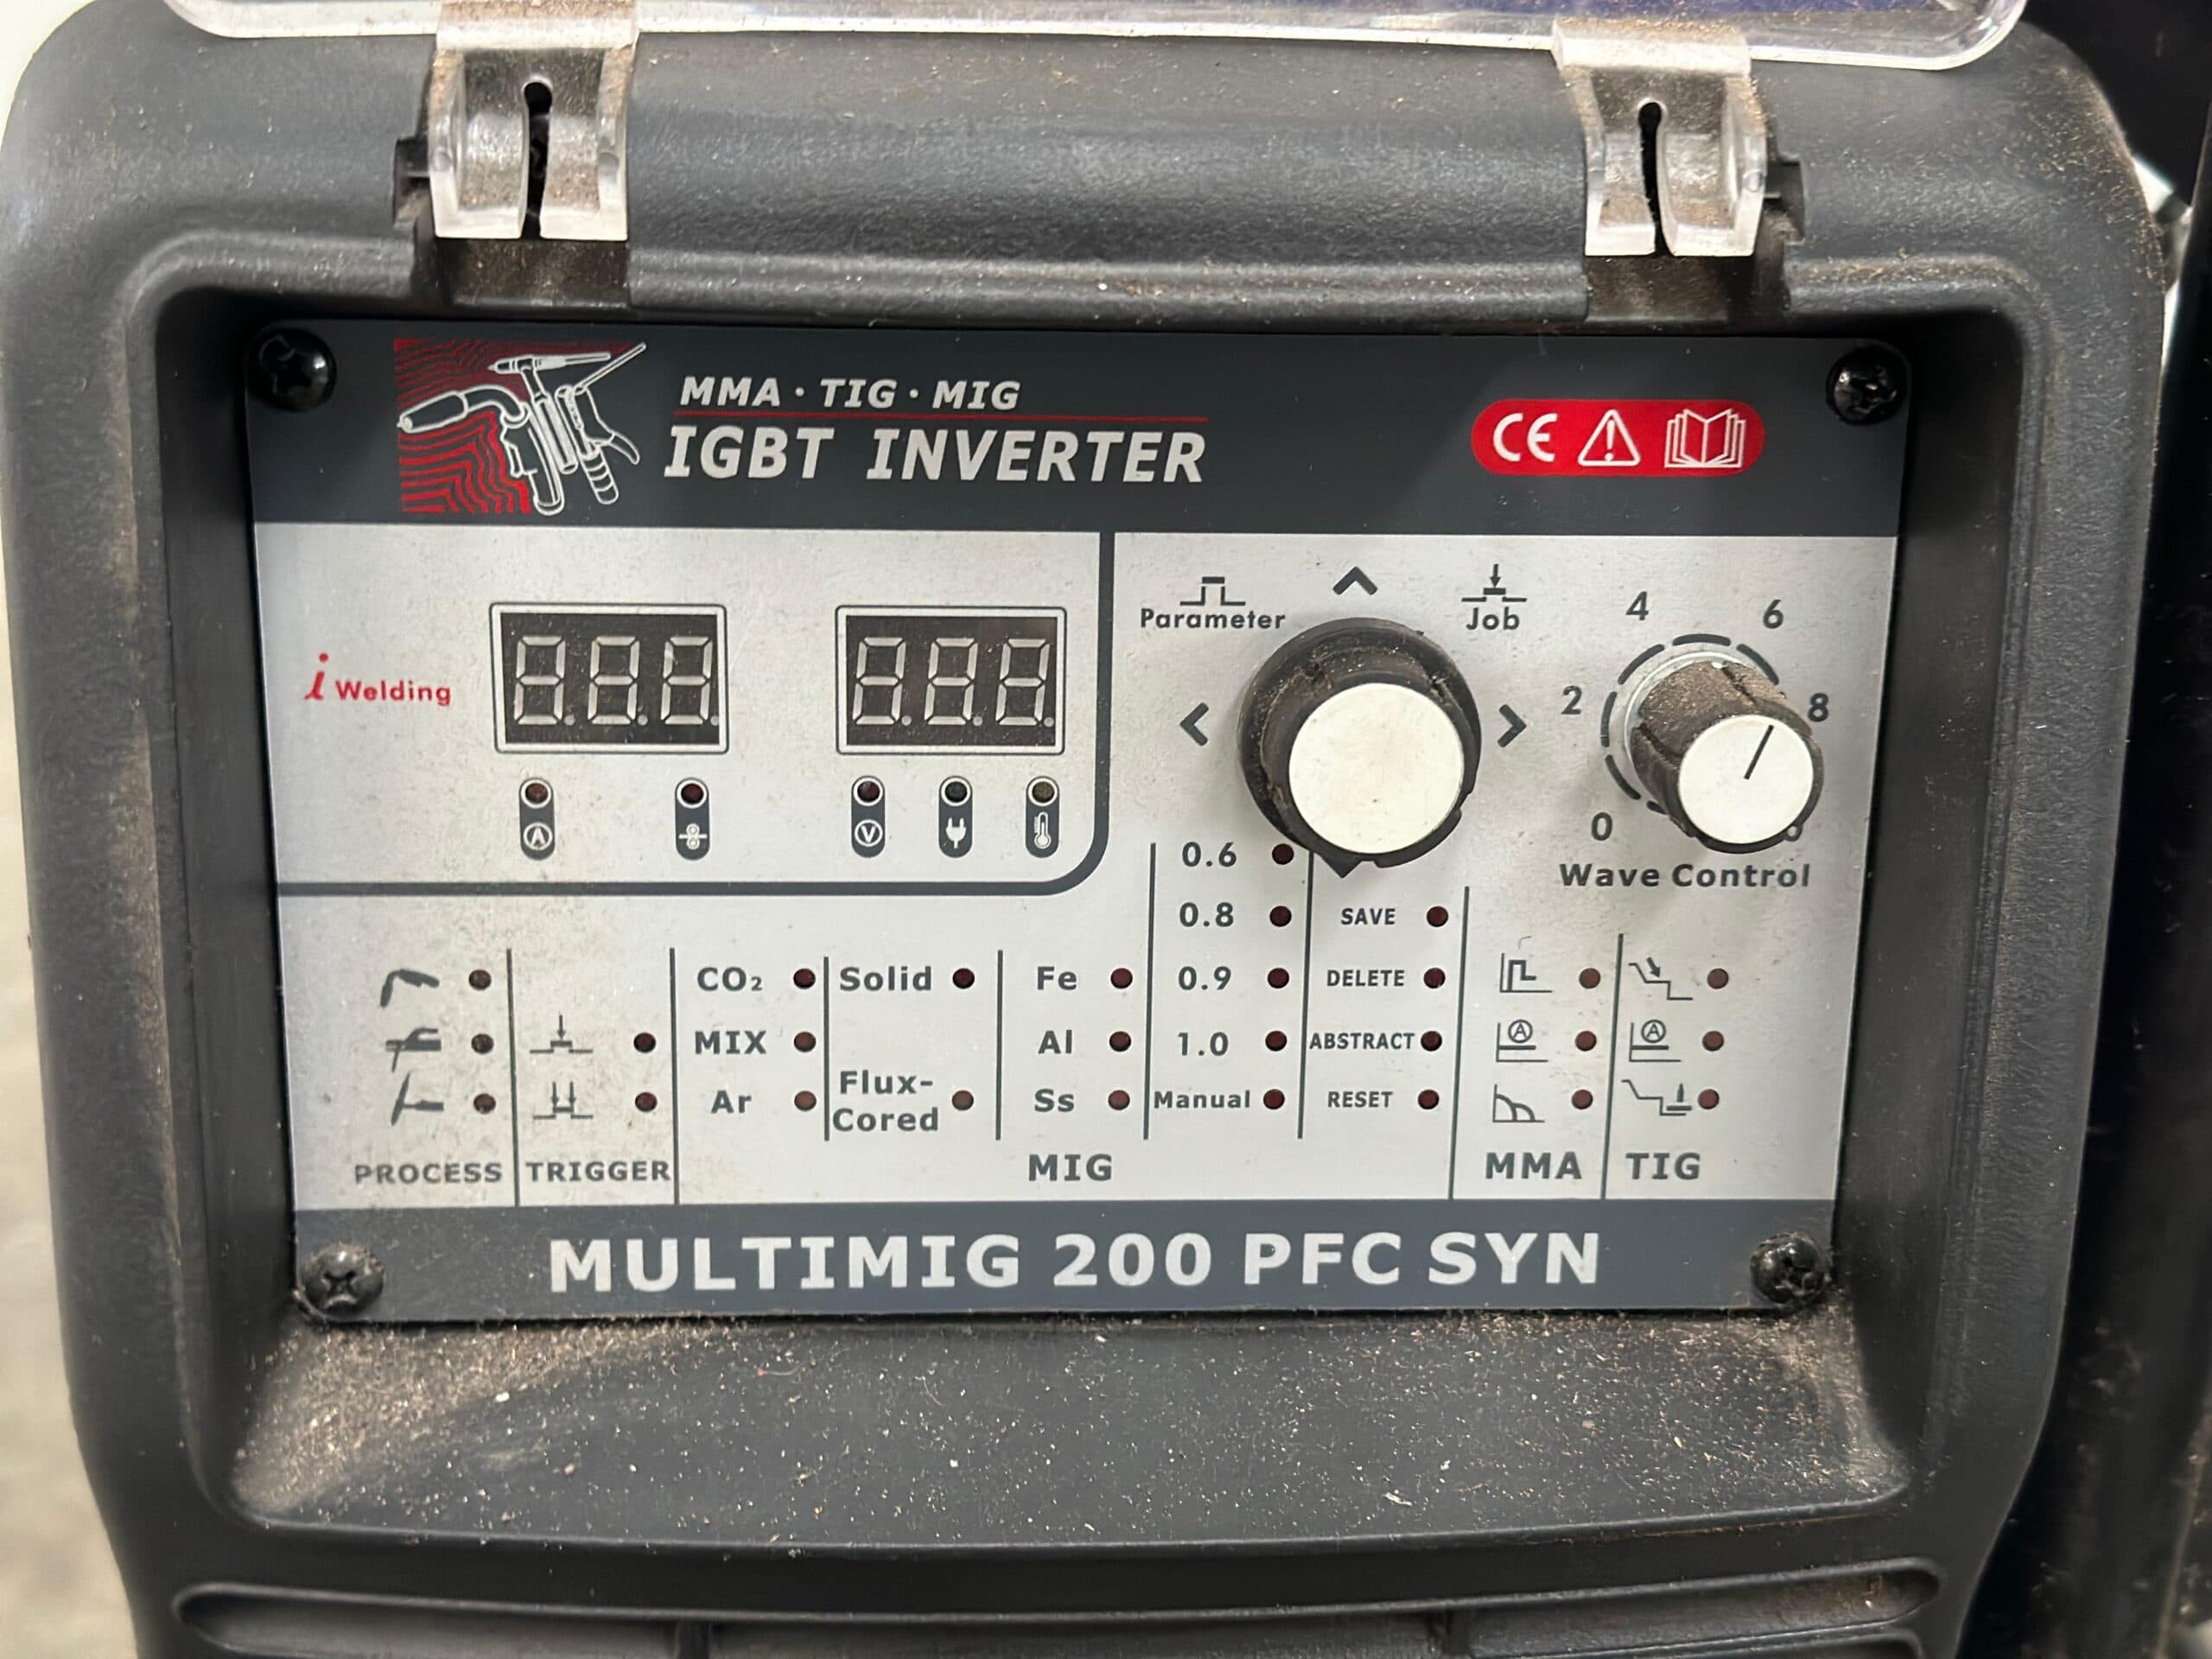 MMA · TIG · MIG
IGBT INVERTER
CE
i Welding
A
V
Parameter
Job
0
2
4
6
8
Wave Control
0.6
0.8
0.9
1.0
Manual
SAVE
DELETE
ABSTRACT
RESET
CO₂
MIX
Ar
Solid
Flux-
Cored
Fe
Al
Ss
A
A
PROCESS
TRIGGER
MIG
MMA
TIG
MULTIMIG 200 PFC SYN